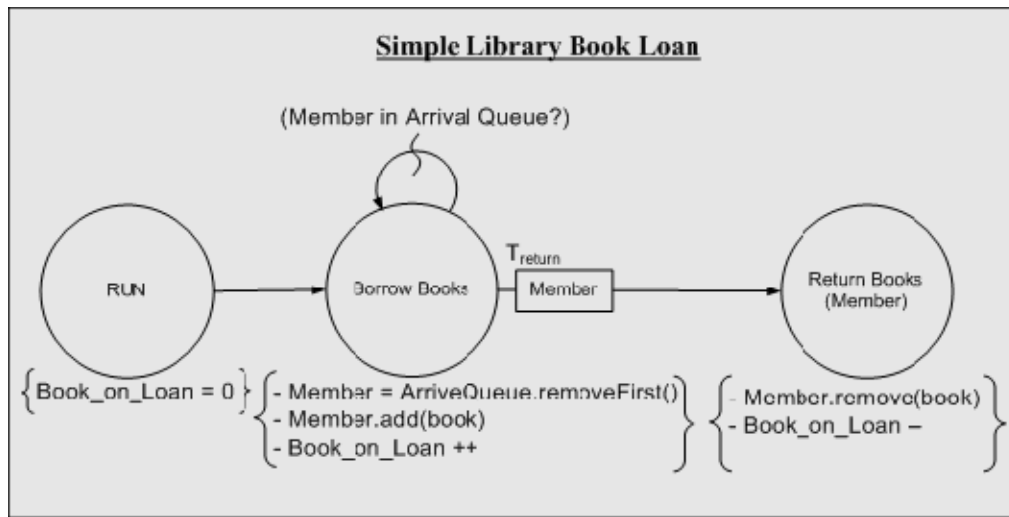 Simple Library Book Loan
(Member in Arrival Queue?)
T return
RUN
Borrow Books
Member
Return Books
(Member)
{Book_on_Loan = 0}
- Member = ArriveQueue.removeFirst()
- Member.add(book)
- Book_on_Loan ++
- Member.remove(book)
- Book_on_Loan –